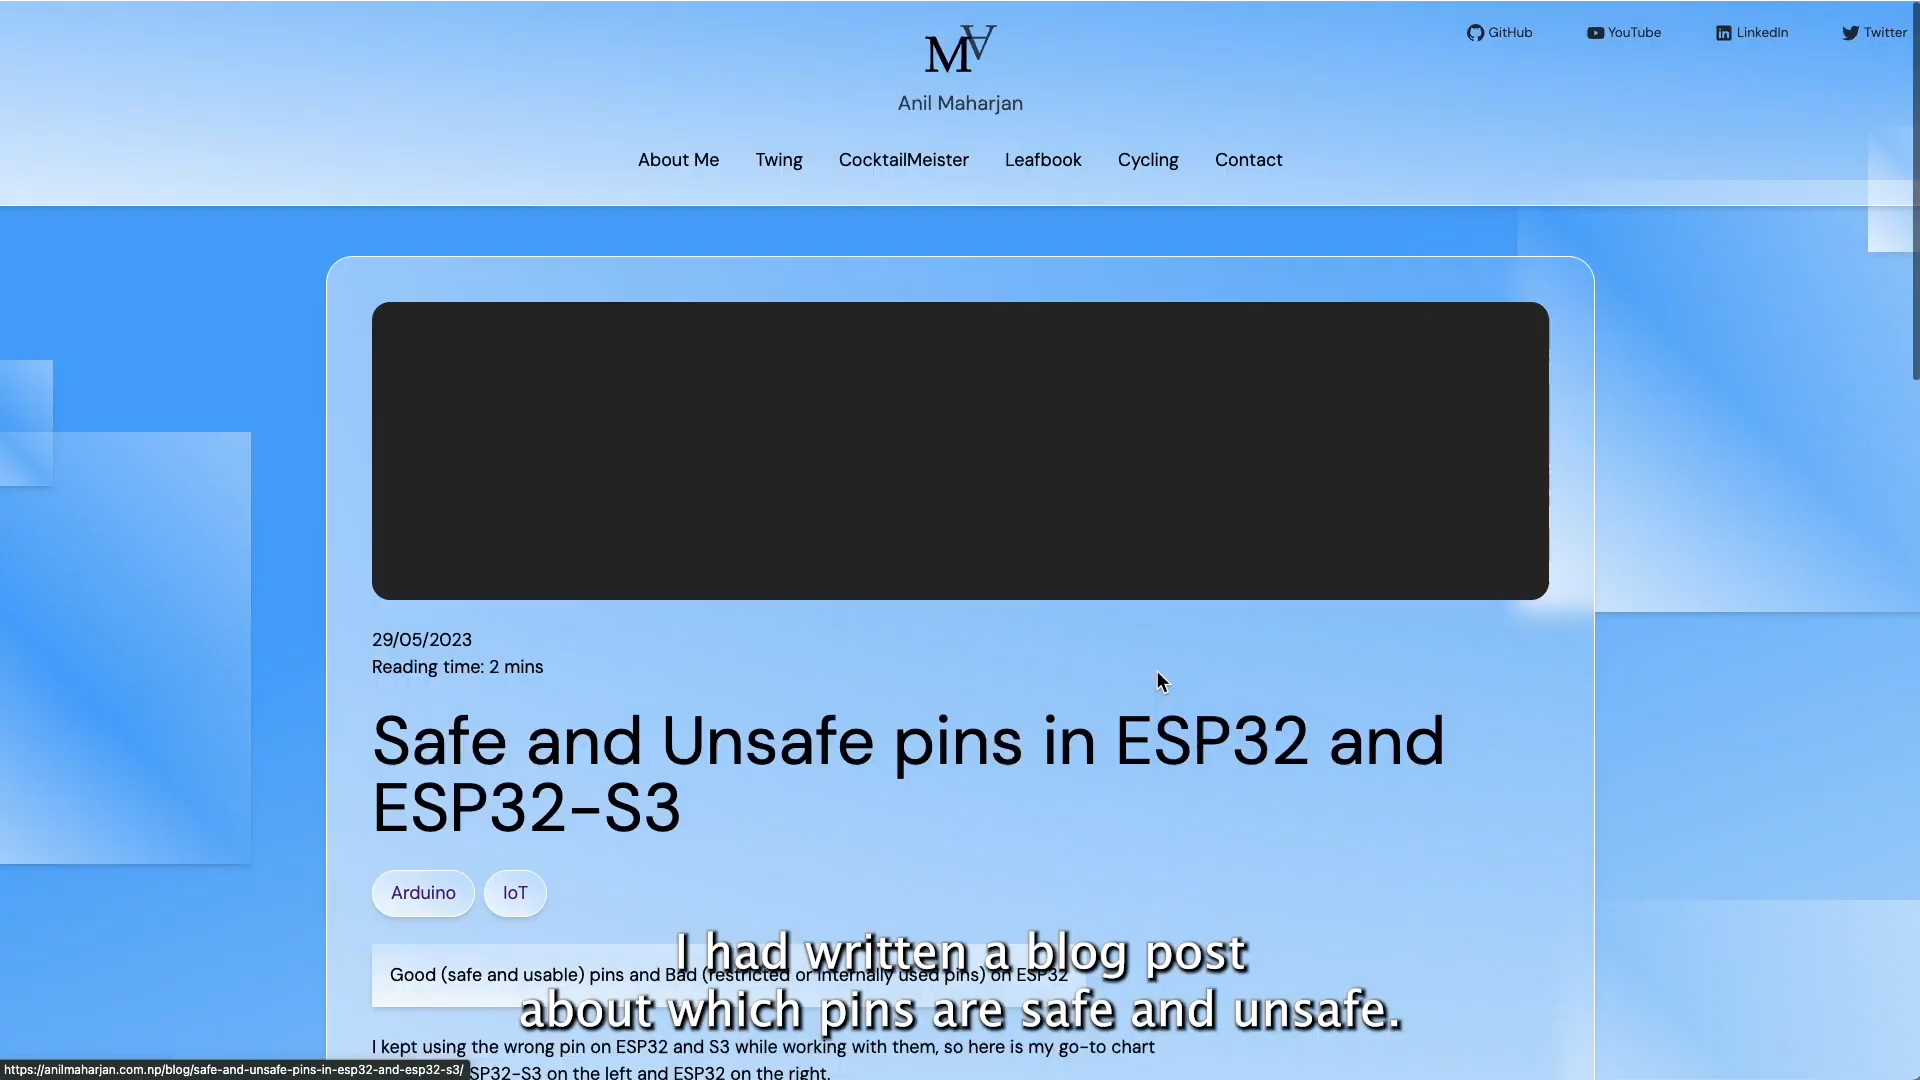 MA
Anil Maharjan
GitHub
YouTube
LinkedIn
Twitter
About Me
Twing
CocktailMeister
Leafbook
Cycling
Contact
29/05/2023
Reading time: 2 mins
Safe and Unsafe pins in ESP32 and
ESP32-S3
Arduino
IoT
Good (safe and usable) pins and Bad (restricted or internally used pins) on ESP32
I had written a blog post
about which pins are safe and unsafe.
I kept using the wrong pin on ESP32 and S3 while working with them, so here is my go-to chart
SP32-S3 on the left and ESP32 on the right.
https://anilmaharjan.com.np/blog/safe-and-unsafe-pins-in-esp32-and-esp32-s3/